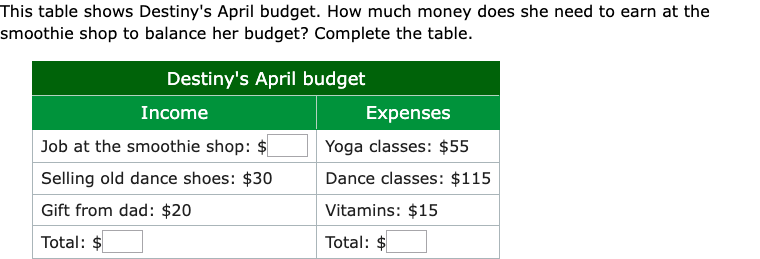 This table shows Destiny's April budget. How much money does she need to earn at the
smoothie shop to balance her budget? Complete the table.
Destiny's April budget
Income Expenses
Job at the smoothie shop: $ Yoga classes: $55
Selling old dance shoes: $30 Dance classes: $115
Gift from dad: $20 Vitamins: $15
Total: $ Total: $